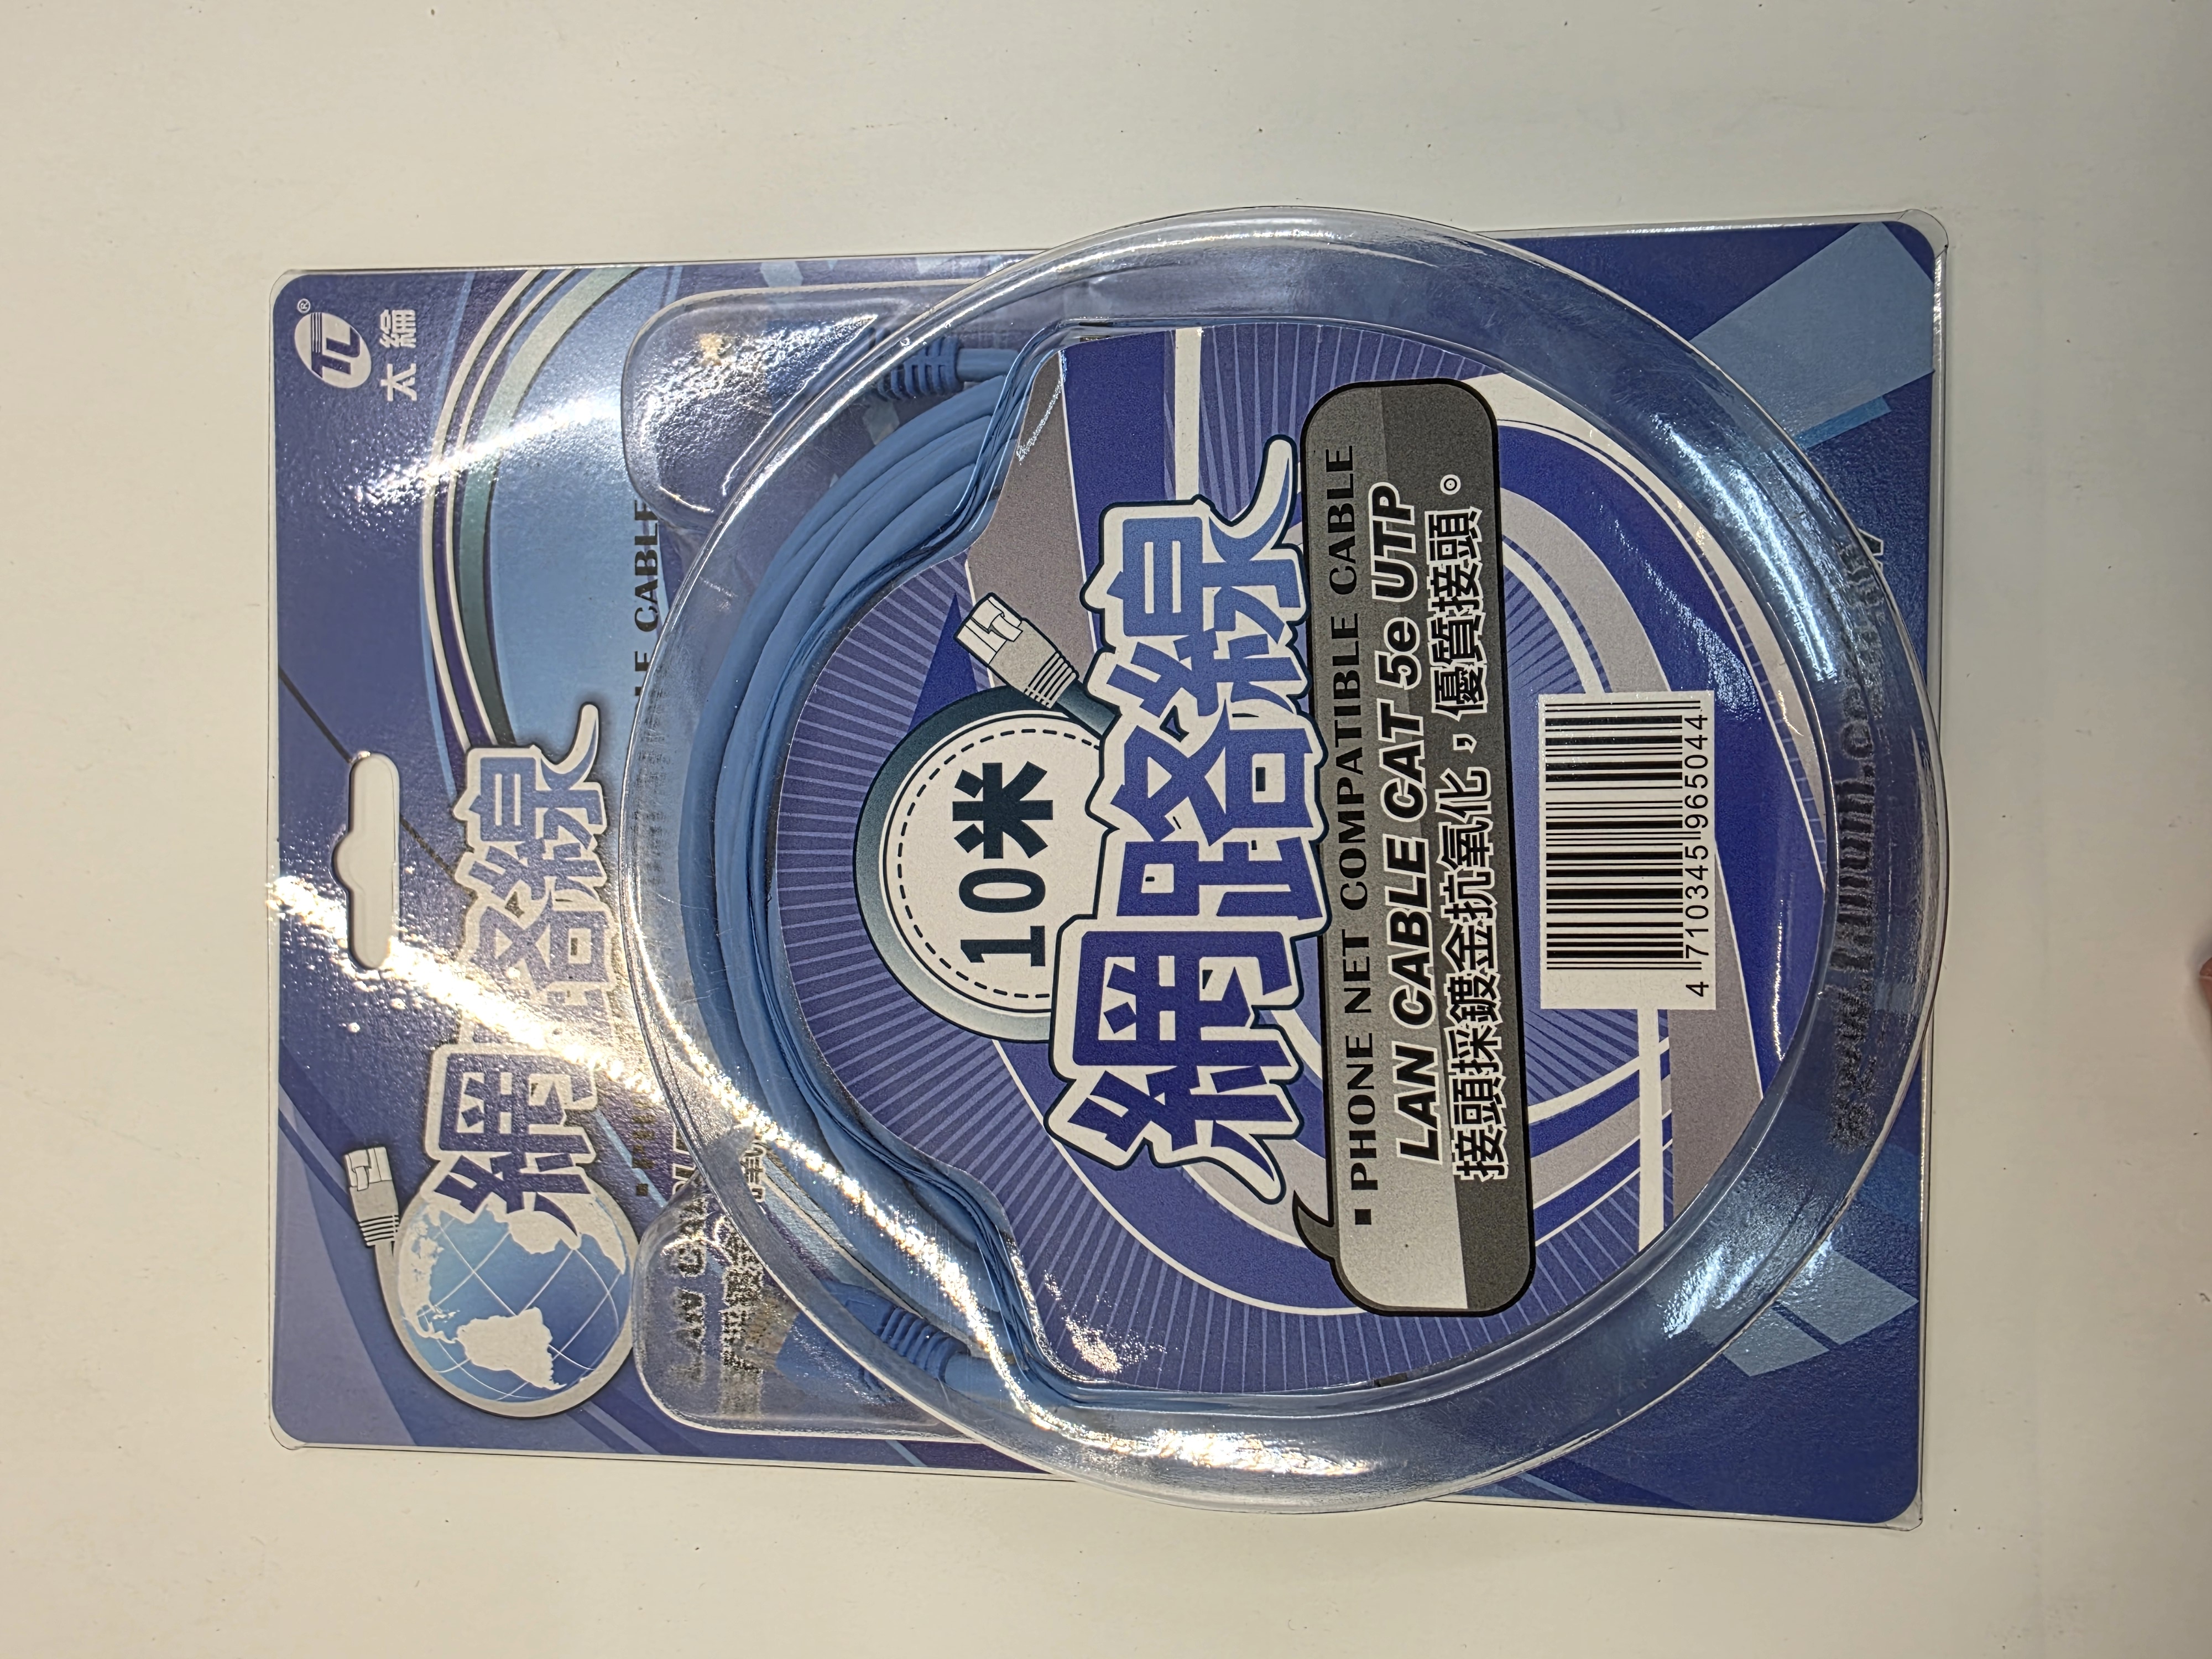 太綸
網路線
LE CABLE
10米
網路線
PHONE NET COMPATIBLE CABLE
LAN CABLE CAT 5e UTP
接頭採鍍金抗氧化，優質接頭。
4 710345 965044